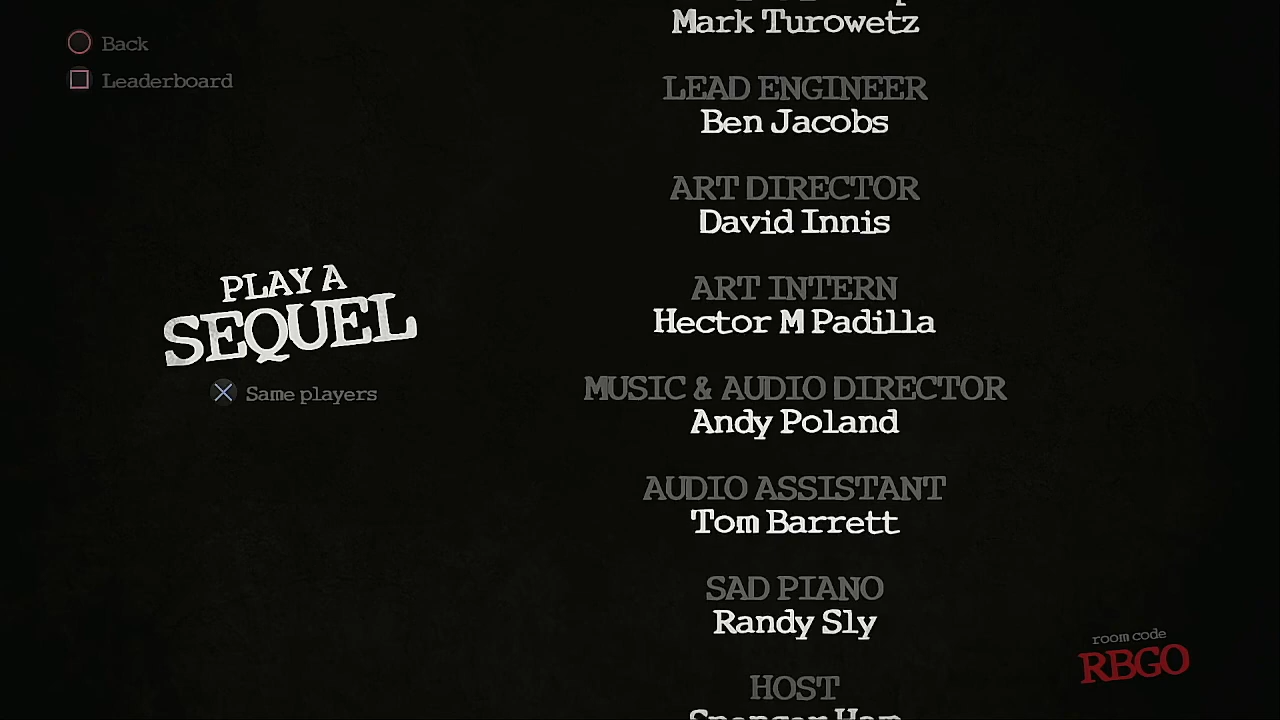 Back
Leaderboard
PLAY A
SEQUEL
Same players
Mark Turowetz
LEAD ENGINEER
Ben Jacobs
ART DIRECTOR
David Innis
ART INTERN
Hector M Padilla
MUSIC & AUDIO DIRECTOR
Andy Poland
AUDIO ASSISTANT
Tom Barrett
SAD PIANO
Randy Sly
HOST
room code
RBGO